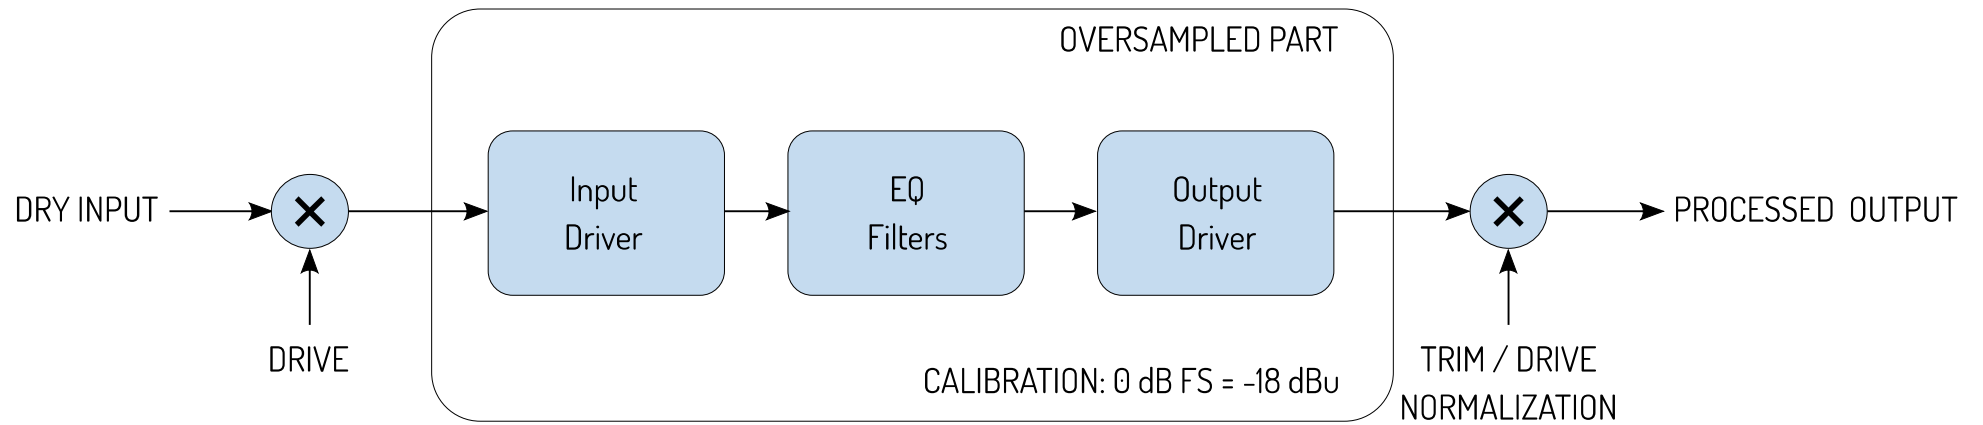 OVERSAMPLED PART
DRY INPUT
Input
Driver
EQ
Filters
Output
Driver
PROCESSED OUTPUT
DRIVE
TRIM / DRIVE
NORMALIZATION
CALIBRATION: 0 dB FS = -18 dBu